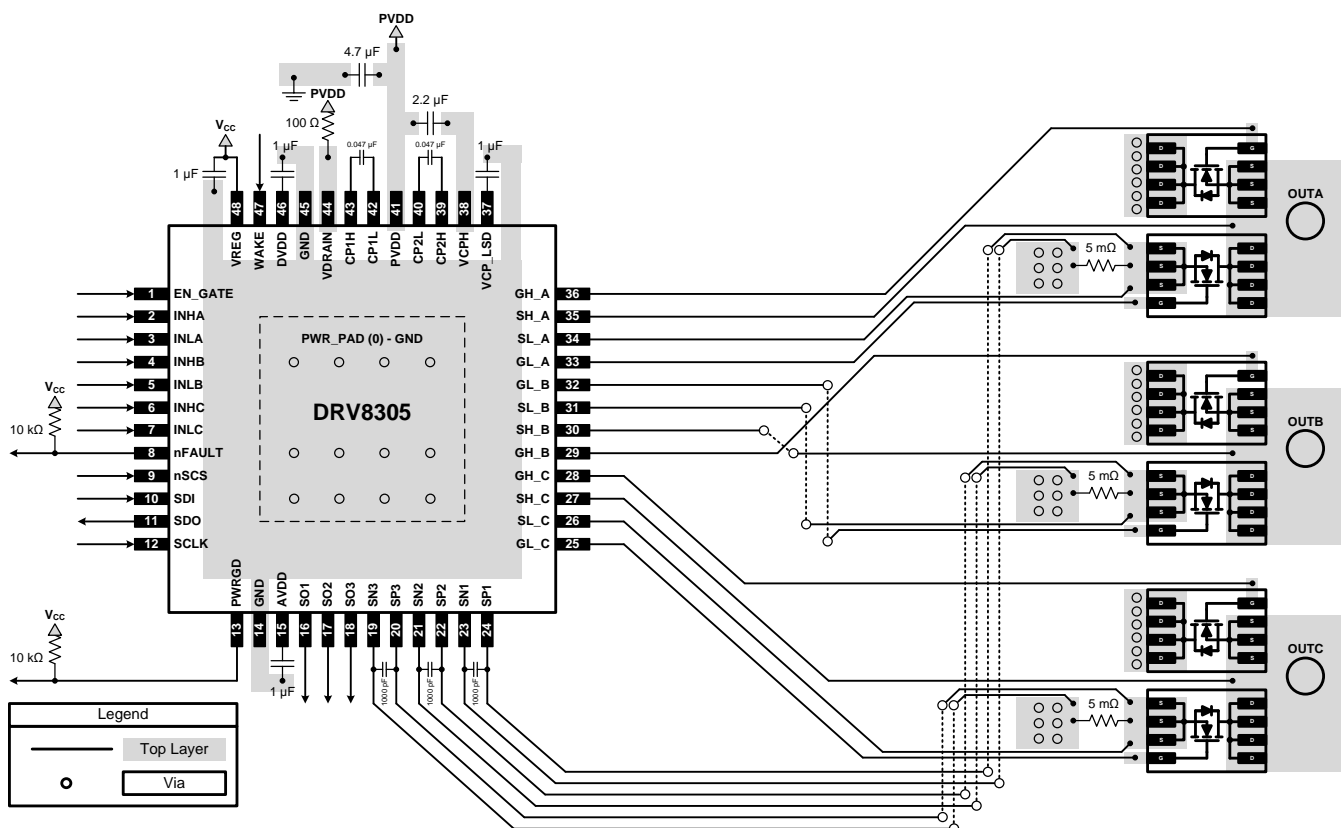 PVDD
4.7 µF
PVDD
2.2 µF
100 Ω
VCC
1 µF
0.047 µF
0.047 µF
1 µF
1 µF
48 47 46 45 44 43 42 41 40 39 38 37
VREG WAKE DVDD GND VDRAIN CP1H CP1L PVDD CP2L CP2H VCPH VCP_LSD
1 EN_GATE
2 INHA
3 INLA
4 INHB
5 INLB
6 INHC
7 INLC
8 nFAULT
9 nSCS
10 SDI
11 SDO
12 SCLK
VCC
10 kΩ
PWR_PAD (0) - GND
DRV8305
GH_A 36
SH_A 35
SL_A 34
GL_A 33
GL_B 32
SL_B 31
SH_B 30
GH_B 29
GH_C 28
SH_C 27
SL_C 26
GL_C 25
PWRGD GND AVDD SO1 SO2 SO3 SN3 SP3 SN2 SP2 SN1 SP1
13 14 15 16 17 18 19 20 21 22 23 24
VCC
10 kΩ
1 µF
1000 pF
1000 pF
1000 pF
D G
D S
D S
D S
OUTA
5 mΩ
S D
S D
S D
G D
D G
D S
D S
D S
OUTB
5 mΩ
S D
S D
S D
G D
D G
D S
D S
D S
OUTC
5 mΩ
S D
S D
S D
G D
Legend
Top Layer
Via